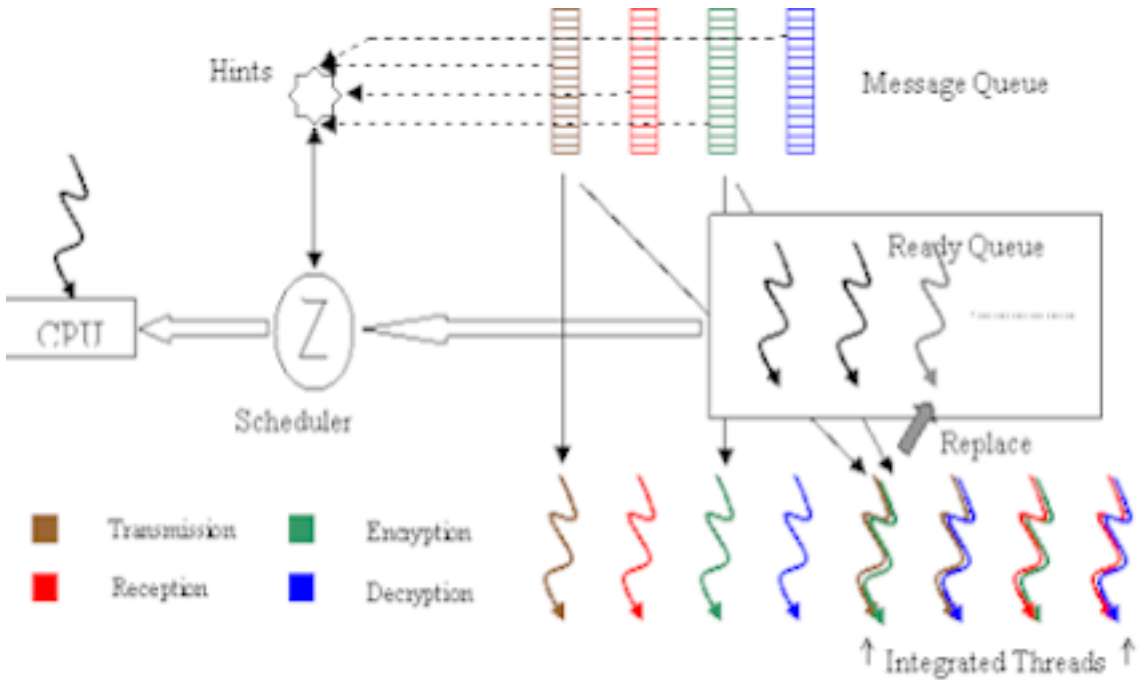 Hints
Message Queue
Ready Queue
CPU
Z
Scheduler
Replace
Transmission
Encryption
Reception
Decryption
Integrated Threads